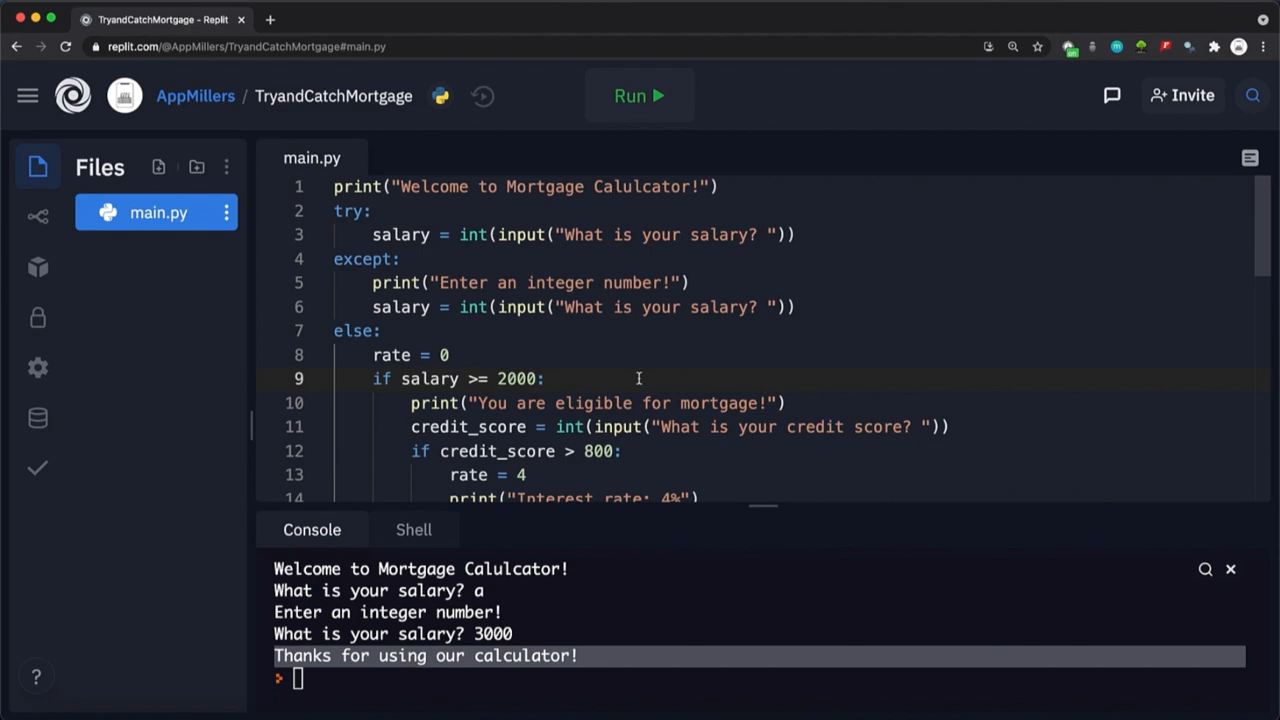 TryandCatchMortgage - Replit
replit.com/@AppMillers/TryandCatchMortgage#main.py
AppMillers / TryandCatchMortgage
Run
Invite
Files
main.py
main.py
1 print("Welcome to Mortgage Calulcator!")
2 try:
3 salary = int(input("What is your salary? "))
4 except:
5 print("Enter an integer number!")
6 salary = int(input("What is your salary? "))
7 else:
8 rate = 0
9 if salary >= 2000:
10 print("You are eligible for mortgage!")
11 credit_score = int(input("What is your credit score? "))
12 if credit_score > 800:
13 rate = 4
14 print("Interest rate: 4%")
Console
Shell
Welcome to Mortgage Calulcator!
What is your salary? a
Enter an integer number!
What is your salary? 3000
Thanks for using our calculator!
>
?